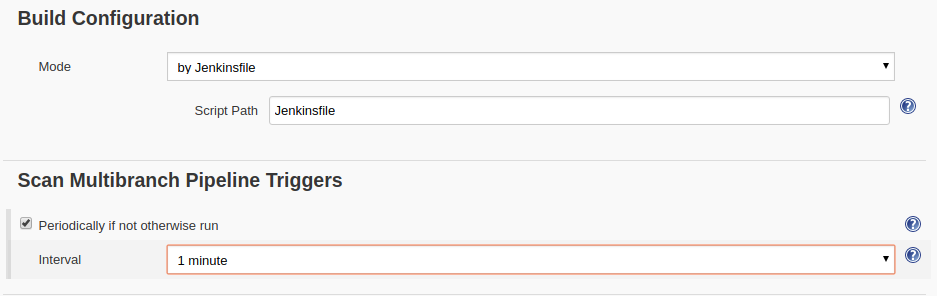 Build Configuration
Mode
by Jenkinsfile
Script Path
Jenkinsfile
?
Scan Multibranch Pipeline Triggers
Periodically if not otherwise run
?
Interval
1 minute
?